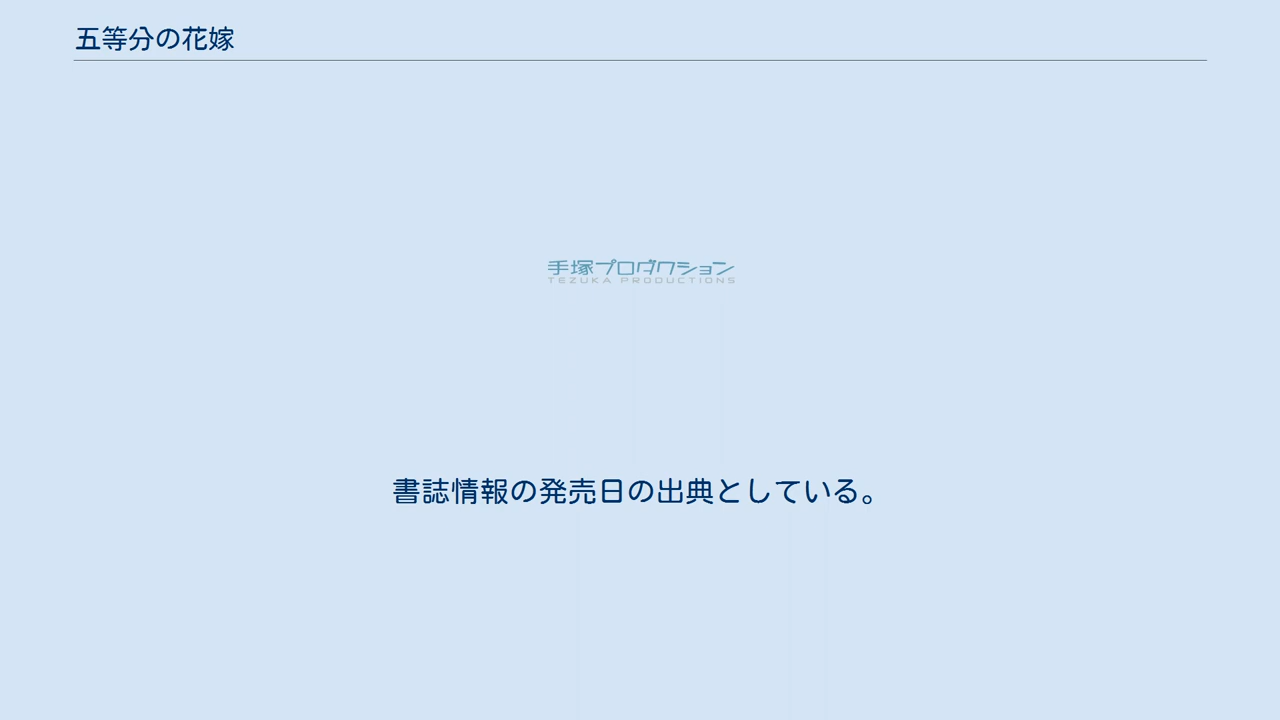 五等分の花嫁
手塚プロダクション
TEZUKA PRODUCTIONS
書誌情報の発売日の出典としている。